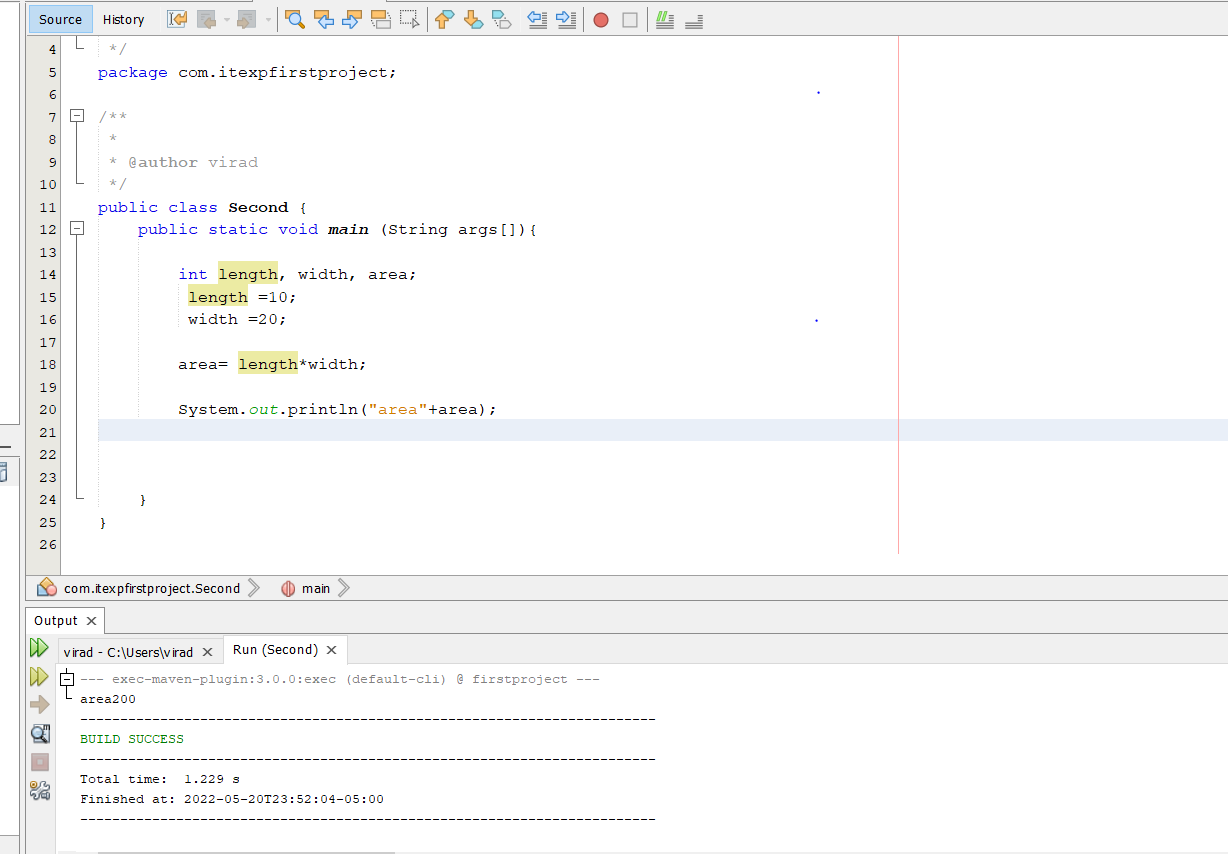 Source History
4 */
5 package com.itexpfirstproject;
6
7 /**
8 *
9 * @author virad
10 */
11 public class Second {
12 public static void main (String args[]){
13
14 int length, width, area;
15 length =10;
16 width =20;
17
18 area= length*width;
19
20 System.out.println("area"+area);
21
22
23
24 }
25 }
26
com.itexpfirstproject.Second main
Output
virad - C:\Users\virad Run (Second)
--- exec-maven-plugin:3.0.0:exec (default-cli) @ firstproject ---
area200
------------------------------------------------------------------------
BUILD SUCCESS
------------------------------------------------------------------------
Total time:  1.229 s
Finished at: 2022-05-20T23:52:04-05:00
------------------------------------------------------------------------